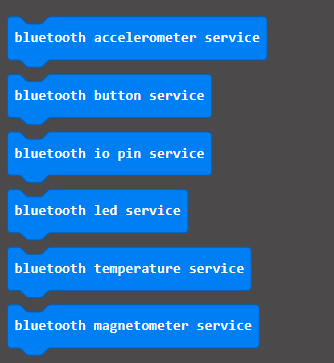 bluetooth accelerometer service
bluetooth button service
bluetooth io pin service
bluetooth led service
bluetooth temperature service
bluetooth magnetometer service